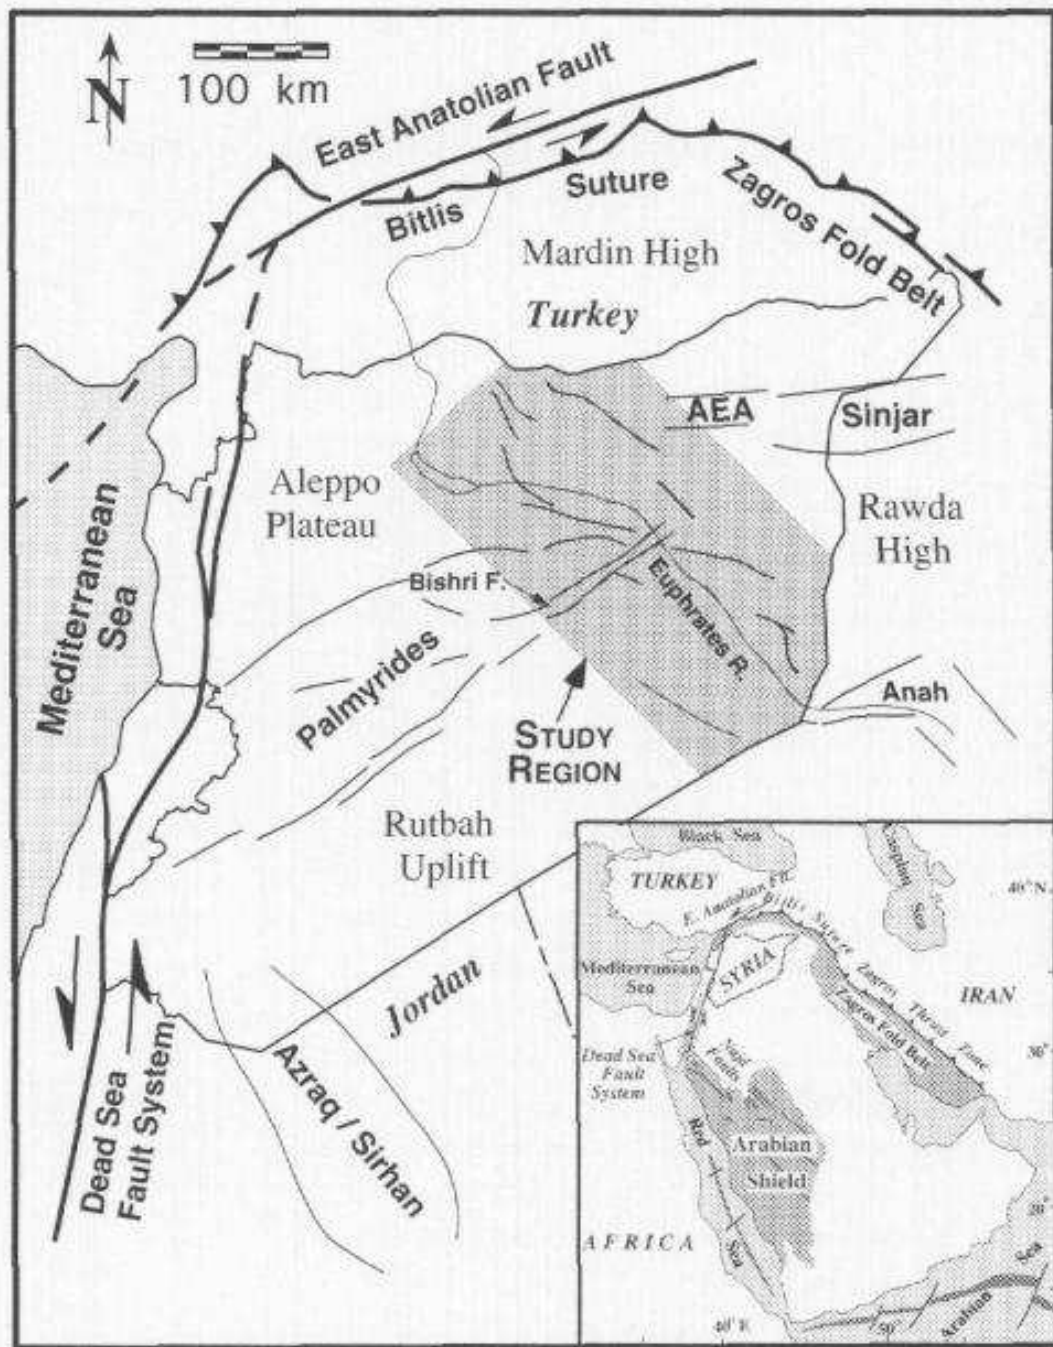 N
100 km
East Anatolian Fault
Bitlis
Suture
Zagros Fold Belt
Mardin High
Turkey
AEA
Sinjar
Aleppo
Plateau
Rawda
High
Mediterranean
Sea
Bishri F.
Euphrates R.
Palmyrides
Anah
STUDY
REGION
Rutbah
Uplift
Jordan
Azraq / Sirhan
Dead Sea
Fault System
Black Sea
Caspian
Sea
TURKEY
40°N
E. Anatolian Flt.
Bitlis Suture
Zagros Thrust Zone
Mediterranean
Sea
SYRIA
IRAN
Zagros Fold Belt
30°
Dead Sea
Fault
System
Najd
Faults
Red
Sea
Arabian
Shield
20°
AFRICA
40° E
50°
Arabian
Sea